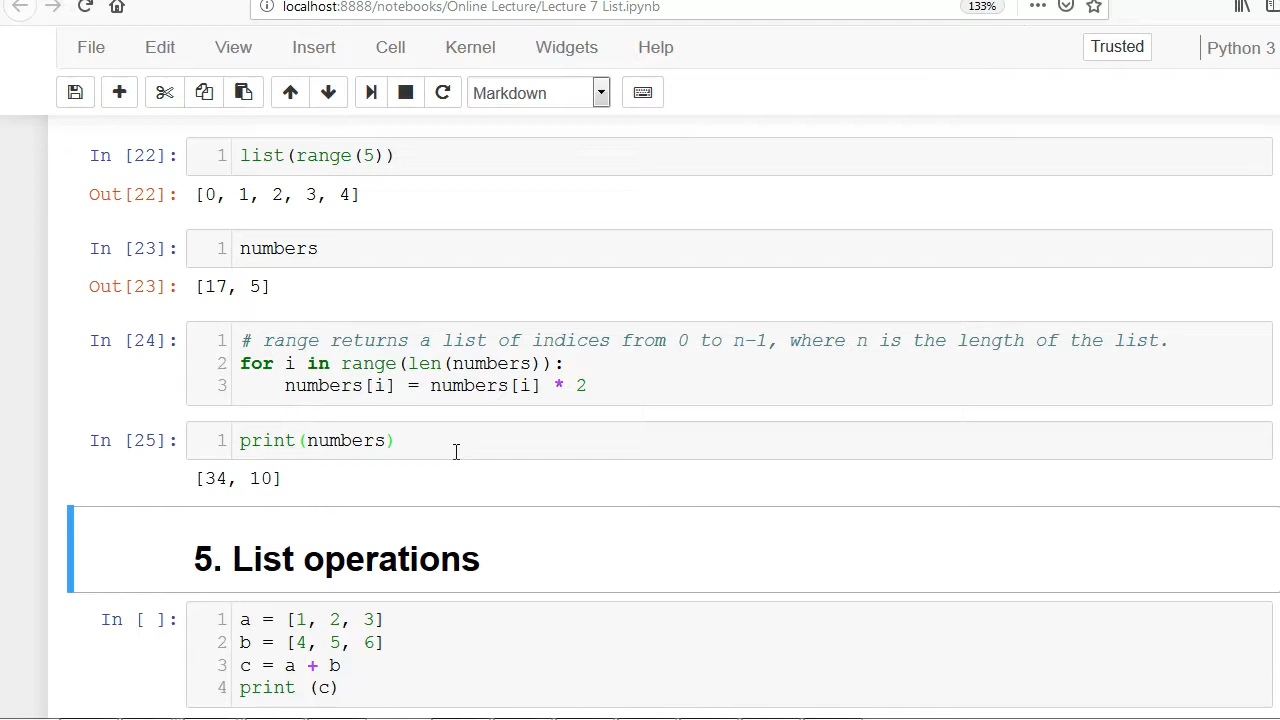 localhost:8888/notebooks/Online Lecture/Lecture 7 List.ipynb 133%
File Edit View Insert Cell Kernel Widgets Help Trusted Python 3
Markdown
In [22]: 1 list(range(5))
Out[22]: [0, 1, 2, 3, 4]
In [23]: 1 numbers
Out[23]: [17, 5]
In [24]: 1 # range returns a list of indices from 0 to n-1, where n is the length of the list.
2 for i in range(len(numbers)):
3 numbers[i] = numbers[i] * 2
In [25]: 1 print(numbers)
[34, 10]
5. List operations
In [ ]: 1 a = [1, 2, 3]
2 b = [4, 5, 6]
3 c = a + b
4 print (c)